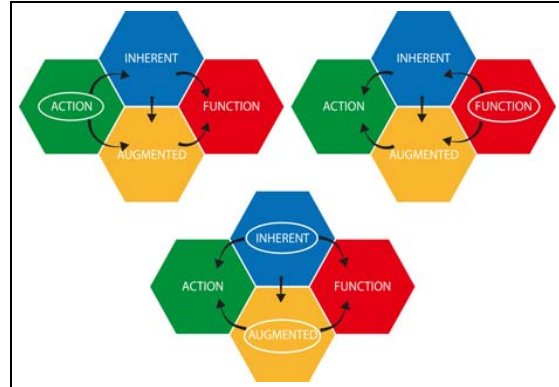 INHERENT
ACTION
FUNCTION
AUGMENTED
INHERENT
ACTION
FUNCTION
AUGMENTED
INHERENT
ACTION
FUNCTION
AUGMENTED